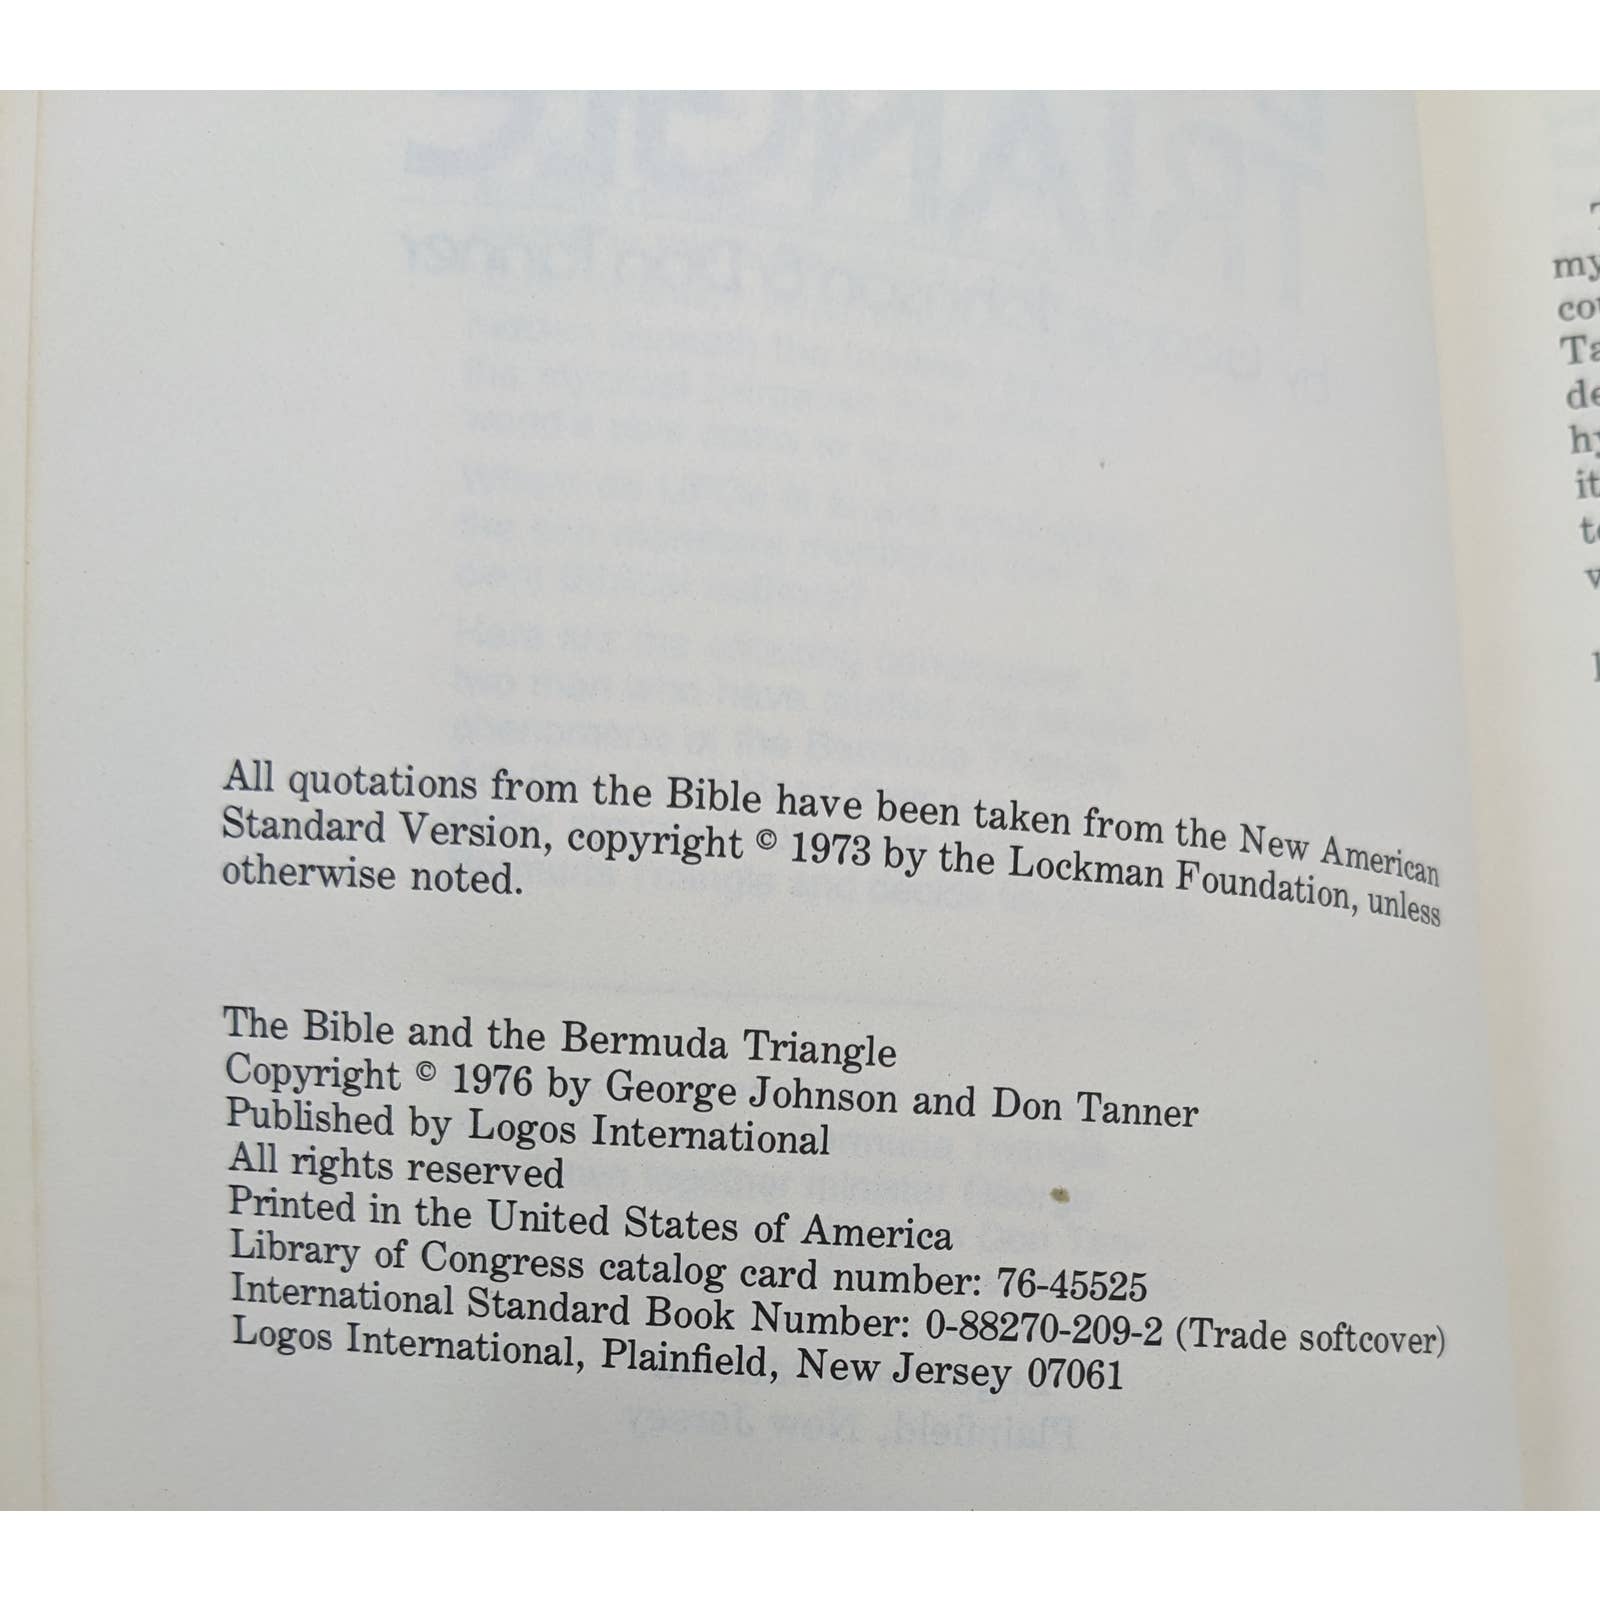 All quotations from the Bible have been taken from the New American
Standard Version, copyright © 1973 by the Lockman Foundation, unless
otherwise noted.
The Bible and the Bermuda Triangle
Copyright © 1976 by George Johnson and Don Tanner
Published by Logos International
All rights reserved
Printed in the United States of America
Library of Congress catalog card number: 76-45525
International Standard Book Number: 0-88270-209-2 (Trade softcover)
Logos International, Plainfield, New Jersey 07061